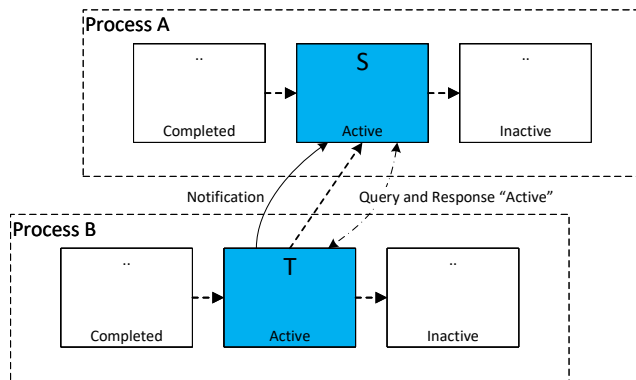 Process A
..
S
..
Completed
Active
Inactive
Notification
Query and Response “Active”
Process B
..
T
..
Completed
Active
Inactive